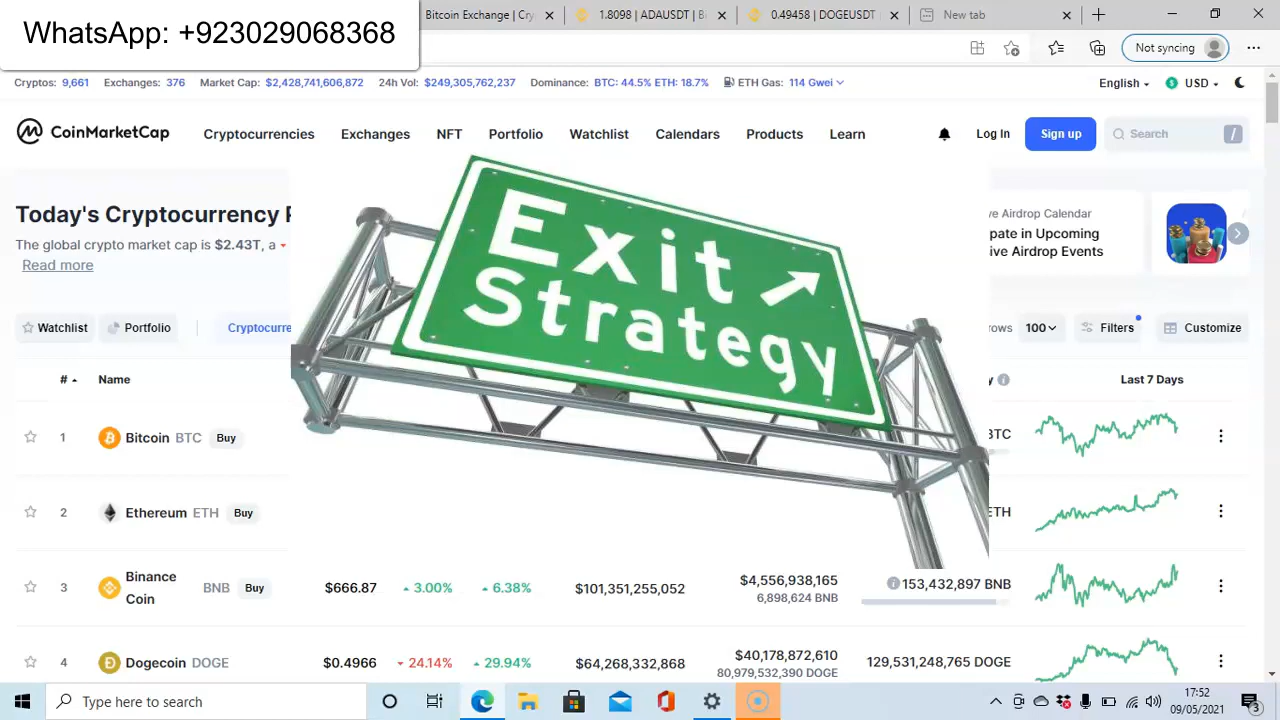 WhatsApp: +923029068368
Bitcoin Exchange | Cry
1.8098 | ADAUSDT | B
0.49458 | DOGEUSDT
New tab
Not syncing
Cryptos: 9,661 Exchanges: 376 Market Cap: $2,428,741,606,872 24h Vol: $249,305,762,237 Dominance: BTC: 44.5% ETH: 18.7% ETH Gas: 114 Gwei
English USD
CoinMarketCap Cryptocurrencies Exchanges NFT Portfolio Watchlist Calendars Products Learn Log In Sign up Search /
Today's Cryptocurrency P
The global crypto market cap is $2.43T, a
Read more
Exit
Strategy
ve Airdrop Calendar
pate in Upcoming
ive Airdrop Events
Watchlist Portfolio Cryptocurre
rows 100 Filters Customize
# Name y Last 7 Days
1 Bitcoin BTC Buy BTC
2 Ethereum ETH Buy ETH
3 Binance Coin BNB Buy $666.87 3.00% 6.38% $101,351,255,052 $4,556,938,165 153,432,897 BNB
6,898,624 BNB
4 Dogecoin DOGE $0.4966 24.14% 29.94% $64,268,332,868 $40,178,872,610 129,531,248,765 DOGE
80,979,532,390 DOGE
Type here to search
17:52
09/05/2021
3